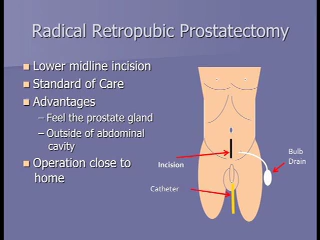 Radical Retropubic Prostatectomy
Lower midline incision
Standard of Care
Advantages
– Feel the prostate gland
– Outside of abdominal
cavity
Operation close to
home
Incision
Catheter
Bulb
Drain